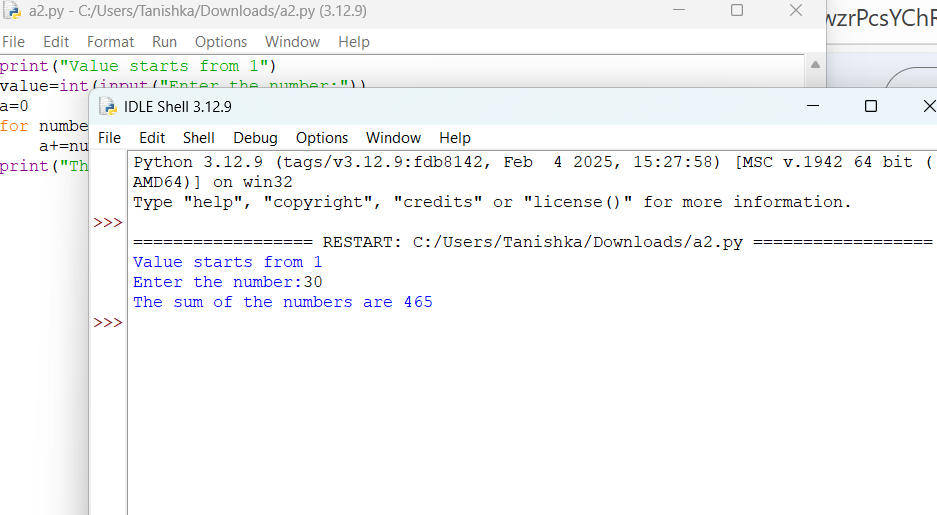 a2.py - C:/Users/Tanishka/Downloads/a2.py (3.12.9)
File Edit Format Run Options Window Help
print("Value starts from 1")
value=int(input("Enter the number:"))
a=0
for numbe
a+=nu
print("Th
wzrPcsYChF
IDLE Shell 3.12.9
File Edit Shell Debug Options Window Help
Python 3.12.9 (tags/v3.12.9:fdb8142, Feb  4 2025, 15:27:58) [MSC v.1942 64 bit (
AMD64)] on win32
Type "help", "copyright", "credits" or "license()" for more information.
>>>
================== RESTART: C:/Users/Tanishka/Downloads/a2.py ==================
Value starts from 1
Enter the number:30
The sum of the numbers are 465
>>>